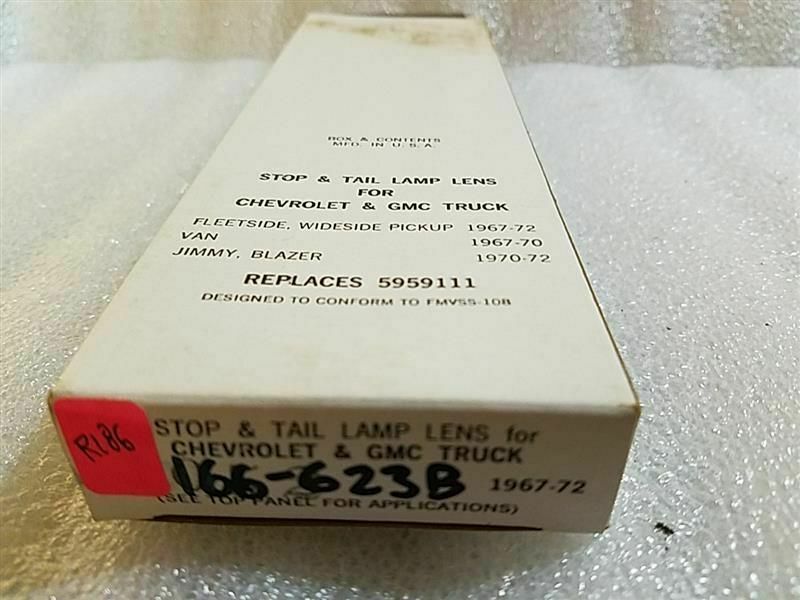 BOX & CONTENTS
MFD. IN U.S.A.
STOP & TAIL LAMP LENS
FOR
CHEVROLET & GMC TRUCK
FLEETSIDE, WIDESIDE PICKUP 1967-72
VAN 1967-70
JIMMY, BLAZER 1970-72
REPLACES 5959111
DESIGNED TO CONFORM TO FMVSS-108
R186
STOP & TAIL LAMP LENS for
CHEVROLET & GMC TRUCK
166-623B 1967-72
(SEE TOP PANEL FOR APPLICATIONS)